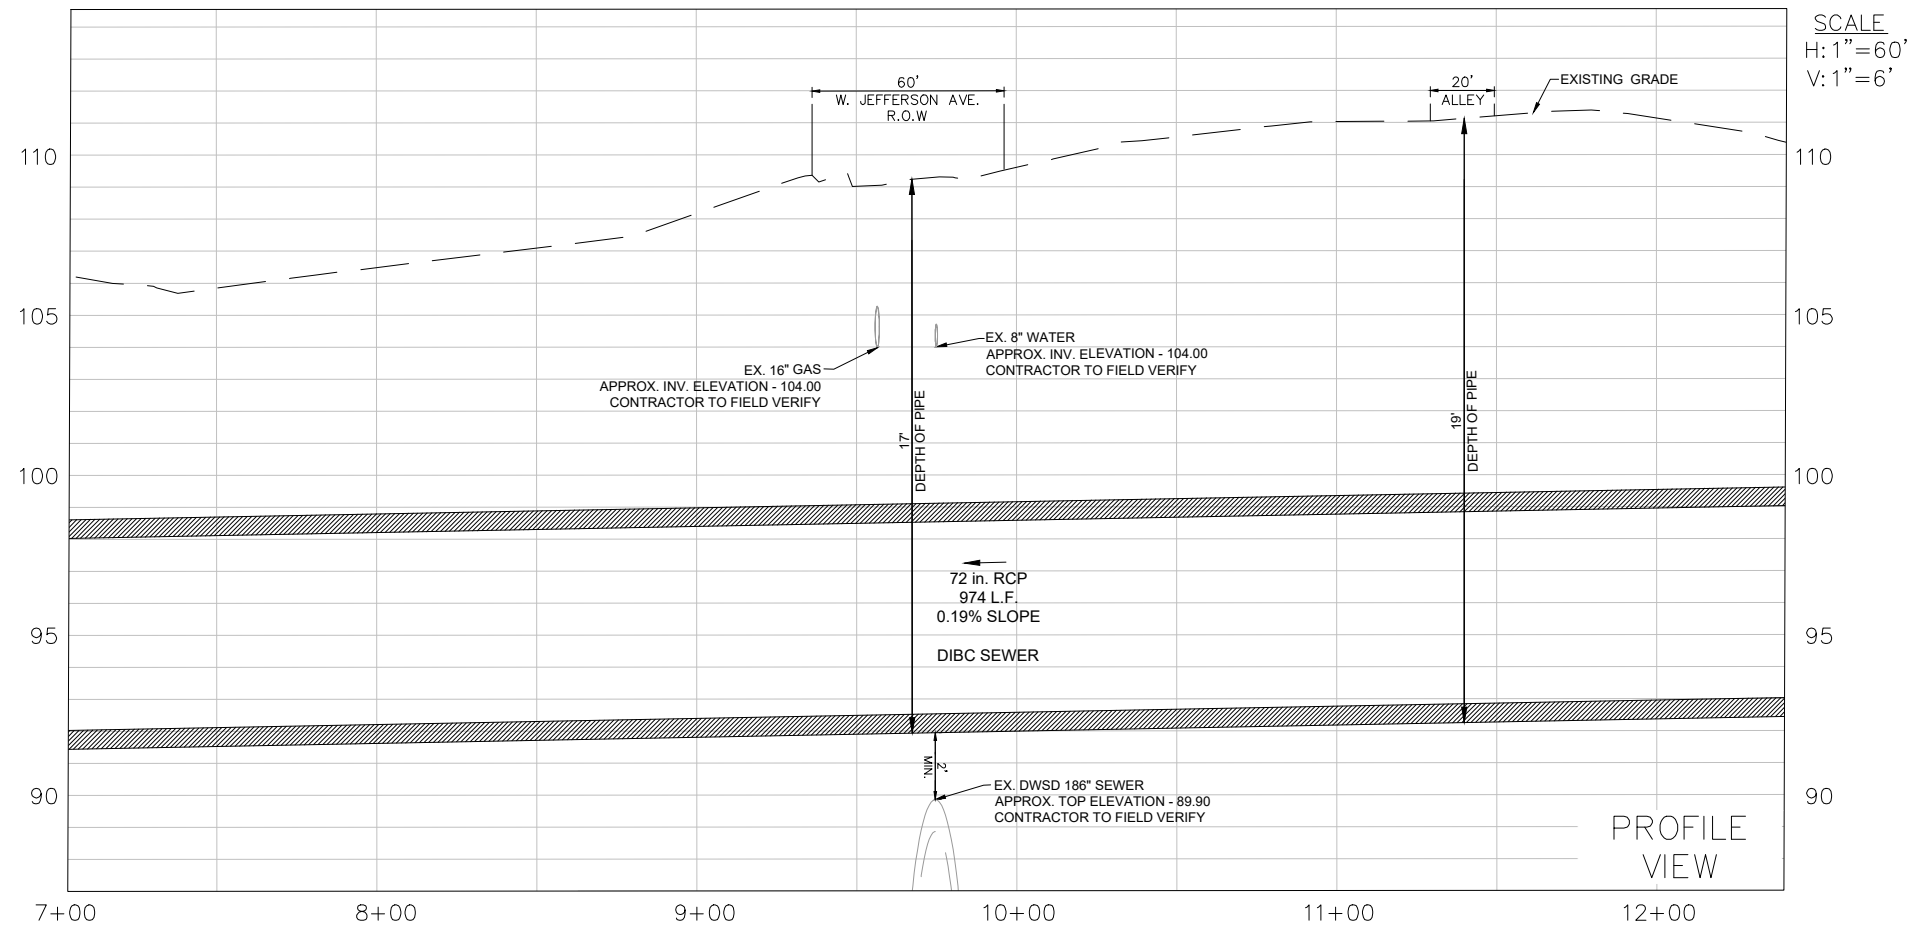 SCALE
H: 1"=60'
V: 1"=6'
60'
W. JEFFERSON AVE.
R.O.W
20'
ALLEY
EXISTING GRADE
110
110
105
105
EX. 8" WATER
APPROX. INV. ELEVATION - 104.00
CONTRACTOR TO FIELD VERIFY
EX. 16" GAS
APPROX. INV. ELEVATION - 104.00
CONTRACTOR TO FIELD VERIFY
17'
DEPTH OF PIPE
19'
DEPTH OF PIPE
100
100
72 in. RCP
974 L.F.
0.19% SLOPE
DIBC SEWER
95
95
2'
MIN.
EX. DWSD 186" SEWER
APPROX. TOP ELEVATION - 89.90
CONTRACTOR TO FIELD VERIFY
90
90
PROFILE
VIEW
7+00
8+00
9+00
10+00
11+00
12+00